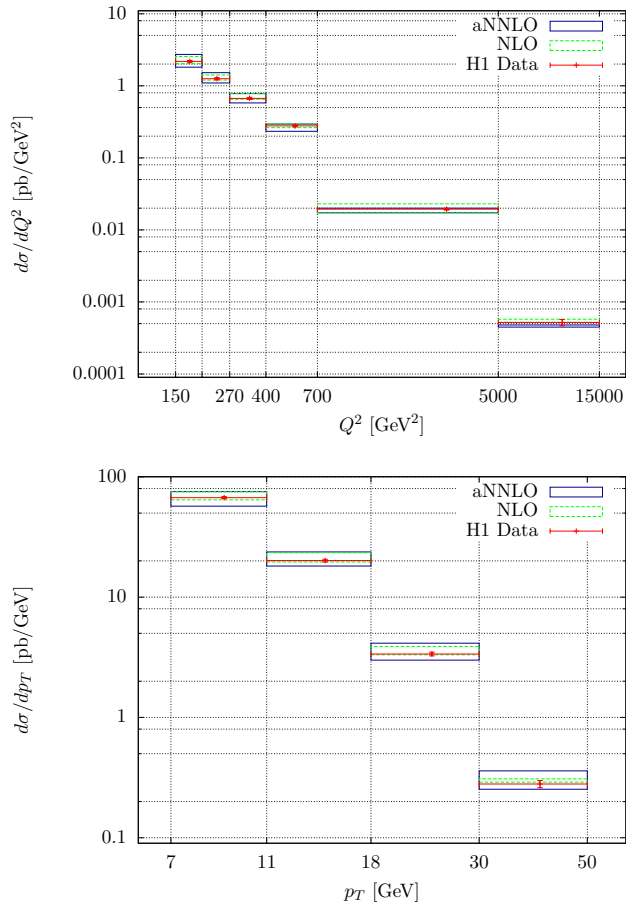 10
1
0.1
0.01
0.001
0.0001
dσ/dQ² [pb/GeV²]
aNNLO
NLO
H1 Data
150 270 400 700 5000 15000
Q² [GeV²]
100
10
1
0.1
dσ/dp_T [pb/GeV]
aNNLO
NLO
H1 Data
7 11 18 30 50
p_T [GeV]